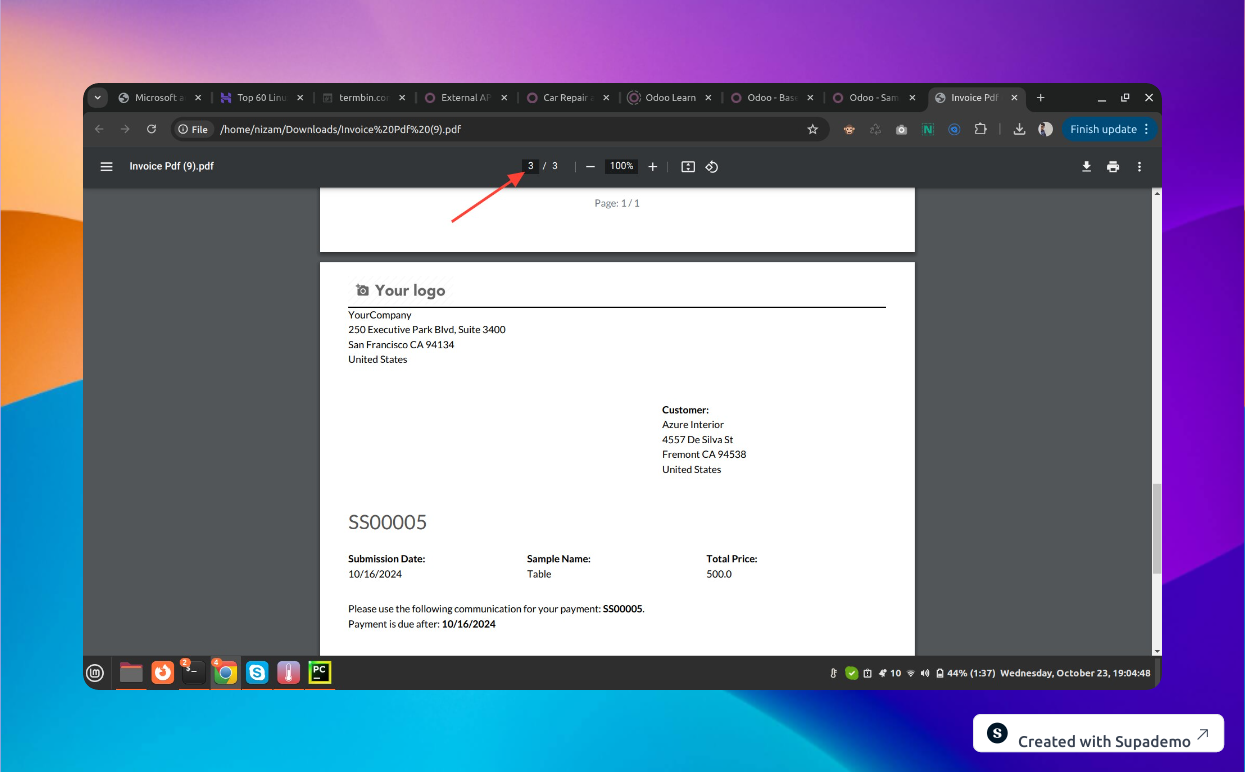 Microsoft a
Top 60 Linu
termbin.co
External AP
Car Repair a
Odoo Learn
Odoo - Base
Odoo - Sam
Invoice Pdf
File
/home/nizam/Downloads/Invoice%20Pdf%20(9).pdf
Finish update
Invoice Pdf (9).pdf
3 / 3
100%
Page: 1 / 1
Your logo
YourCompany
250 Executive Park Blvd, Suite 3400
San Francisco CA 94134
United States
Customer:
Azure Interior
4557 De Silva St
Fremont CA 94538
United States
SS00005
Submission Date: Sample Name: Total Price:
10/16/2024 Table 500.0
Please use the following communication for your payment: SS00005.
Payment is due after: 10/16/2024
2
4
S
PC
10
44% (1:37) Wednesday, October 23, 19:04:48
S Created with Supademo